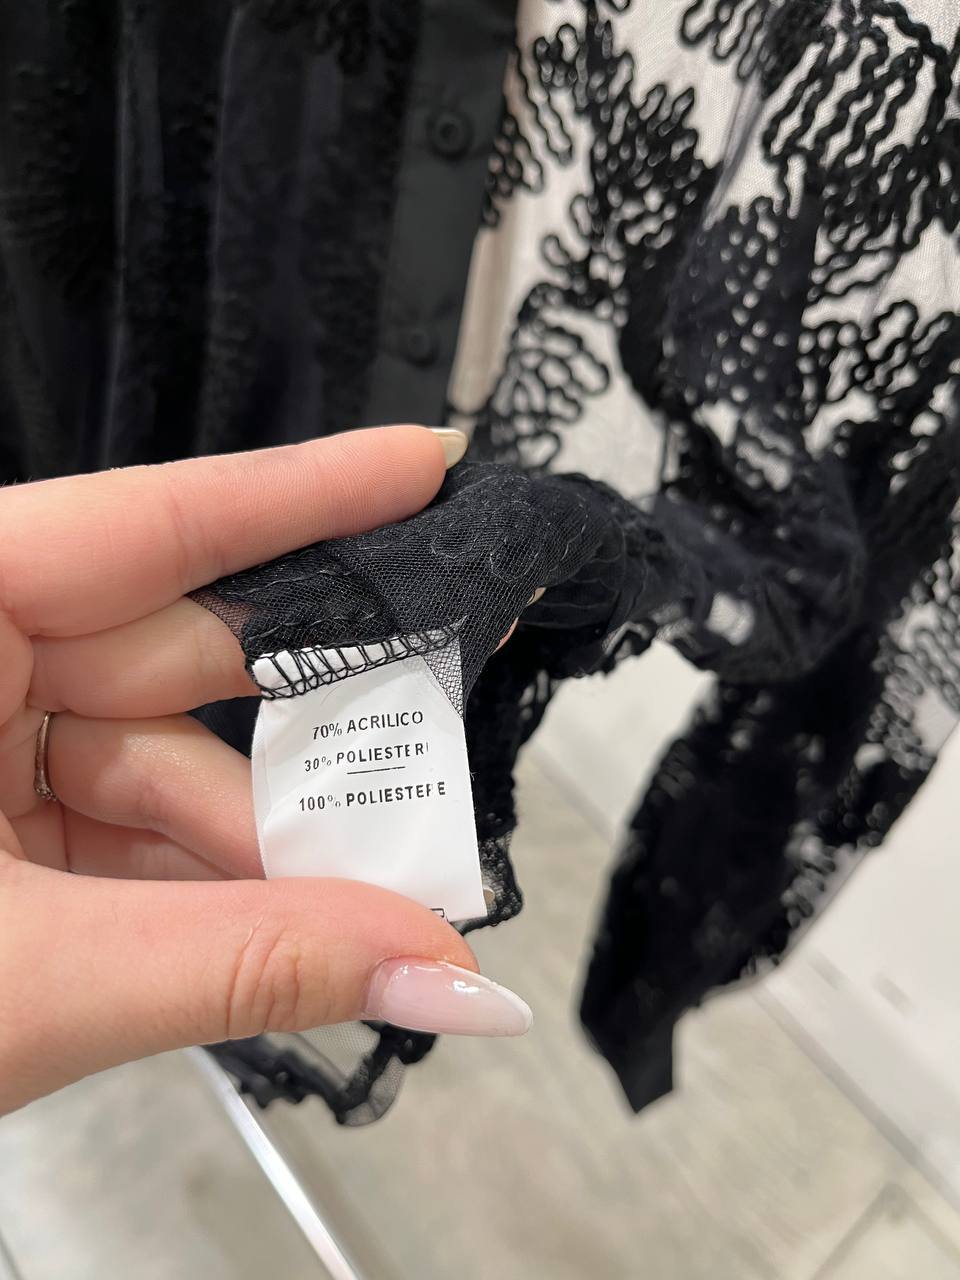 70% ACRILICO
30% POLIESTERE
100% POLIESTERE